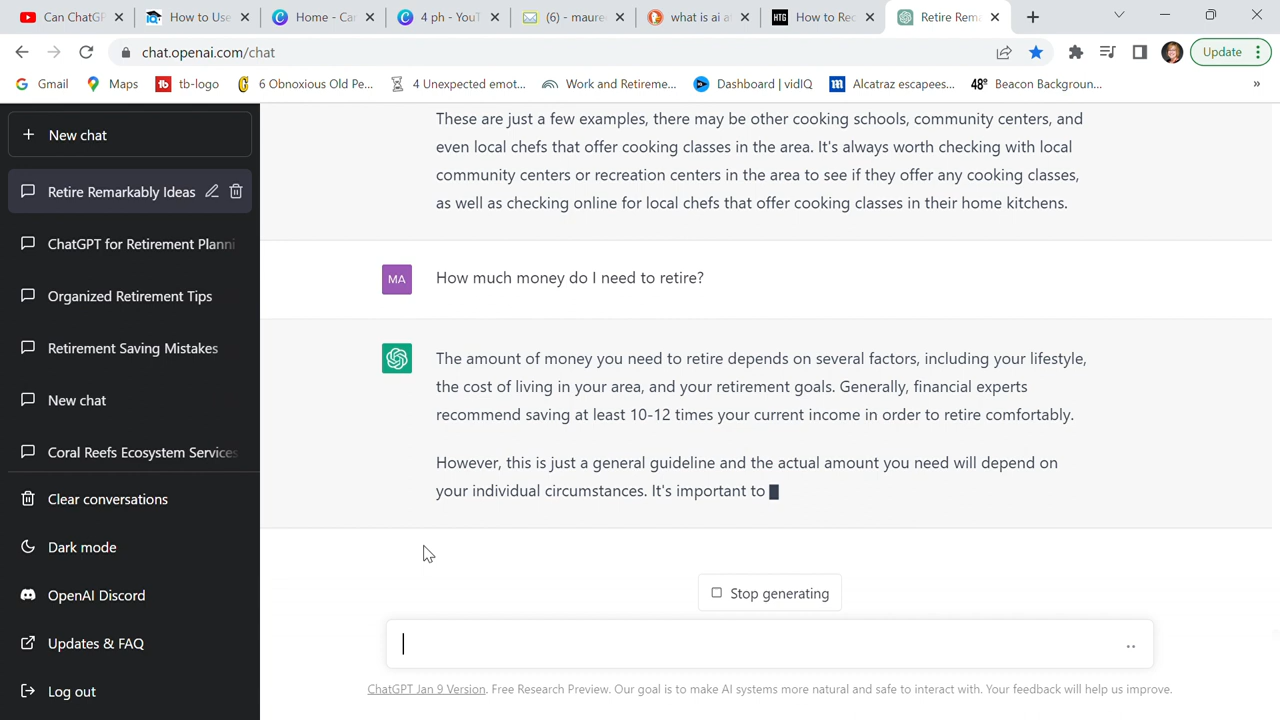 Can ChatG
How to Use
Home - Car
4 ph - YouT
(6) - maure
what is ai a
HTG
How to Rec
Retire Rema
chat.openai.com/chat
Update
Gmail
Maps
tb-logo
6 Obnoxious Old Pe...
4 Unexpected emot...
Work and Retireme...
Dashboard | vidIQ
Alcatraz escapees...
48º
Beacon Backgroun...
»
+ New chat
Retire Remarkably Ideas
ChatGPT for Retirement Planni
Organized Retirement Tips
Retirement Saving Mistakes
New chat
Coral Reefs Ecosystem Services
Clear conversations
Dark mode
OpenAI Discord
Updates & FAQ
Log out
These are just a few examples, there may be other cooking schools, community centers, and
even local chefs that offer cooking classes in the area. It's always worth checking with local
community centers or recreation centers in the area to see if they offer any cooking classes,
as well as checking online for local chefs that offer cooking classes in their home kitchens.
MA
How much money do I need to retire?
The amount of money you need to retire depends on several factors, including your lifestyle,
the cost of living in your area, and your retirement goals. Generally, financial experts
recommend saving at least 10-12 times your current income in order to retire comfortably.
However, this is just a general guideline and the actual amount you need will depend on
your individual circumstances. It's important to
Stop generating
ChatGPT Jan 9 Version. Free Research Preview. Our goal is to make AI systems more natural and safe to interact with. Your feedback will help us improve.